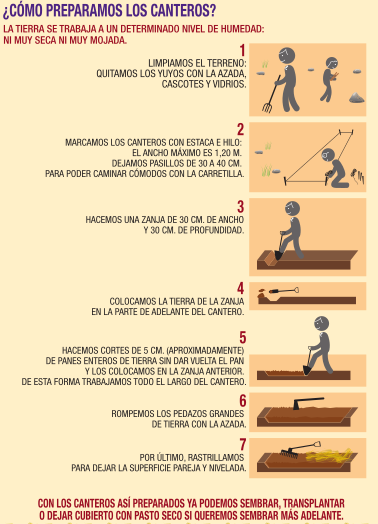 ¿CÓMO PREPARAMOS LOS CANTEROS?
LA TIERRA SE TRABAJA A UN DETERMINADO NIVEL DE HUMEDAD:
NI MUY SECA NI MUY MOJADA.
1
LIMPIAMOS EL TERRENO:
QUITAMOS LOS YUYOS CON LA AZADA,
CASCOTES Y VIDRIOS.
2
MARCAMOS LOS CANTEROS CON ESTACA E HILO:
EL ANCHO MÁXIMO ES 1,20 M.
DEJAMOS PASILLOS DE 30 A 40 CM.
PARA PODER CAMINAR CÓMODOS CON LA CARRETILLA.
3
HACEMOS UNA ZANJA DE 30 CM. DE ANCHO
Y 30 CM. DE PROFUNDIDAD.
4
COLOCAMOS LA TIERRA DE LA ZANJA
EN LA PARTE DE ADELANTE DEL CANTERO.
5
HACEMOS CORTES DE 5 CM. (APROXIMADAMENTE)
DE PANES ENTEROS DE TIERRA SIN DAR VUELTA EL PAN
Y LOS COLOCAMOS EN LA ZANJA ANTERIOR.
DE ESTA FORMA TRABAJAMOS TODO EL LARGO DEL CANTERO.
6
ROMPEMOS LOS PEDAZOS GRANDES
DE TIERRA CON LA AZADA.
7
POR ÚLTIMO, RASTRILLAMOS
PARA DEJAR LA SUPERFICIE PAREJA Y NIVELADA.
CON LOS CANTEROS ASÍ PREPARADOS YA PODEMOS SEMBRAR, TRANSPLANTAR
O DEJAR CUBIERTO CON PASTO SECO SI QUEREMOS SEMBRAR MÁS ADELANTE.